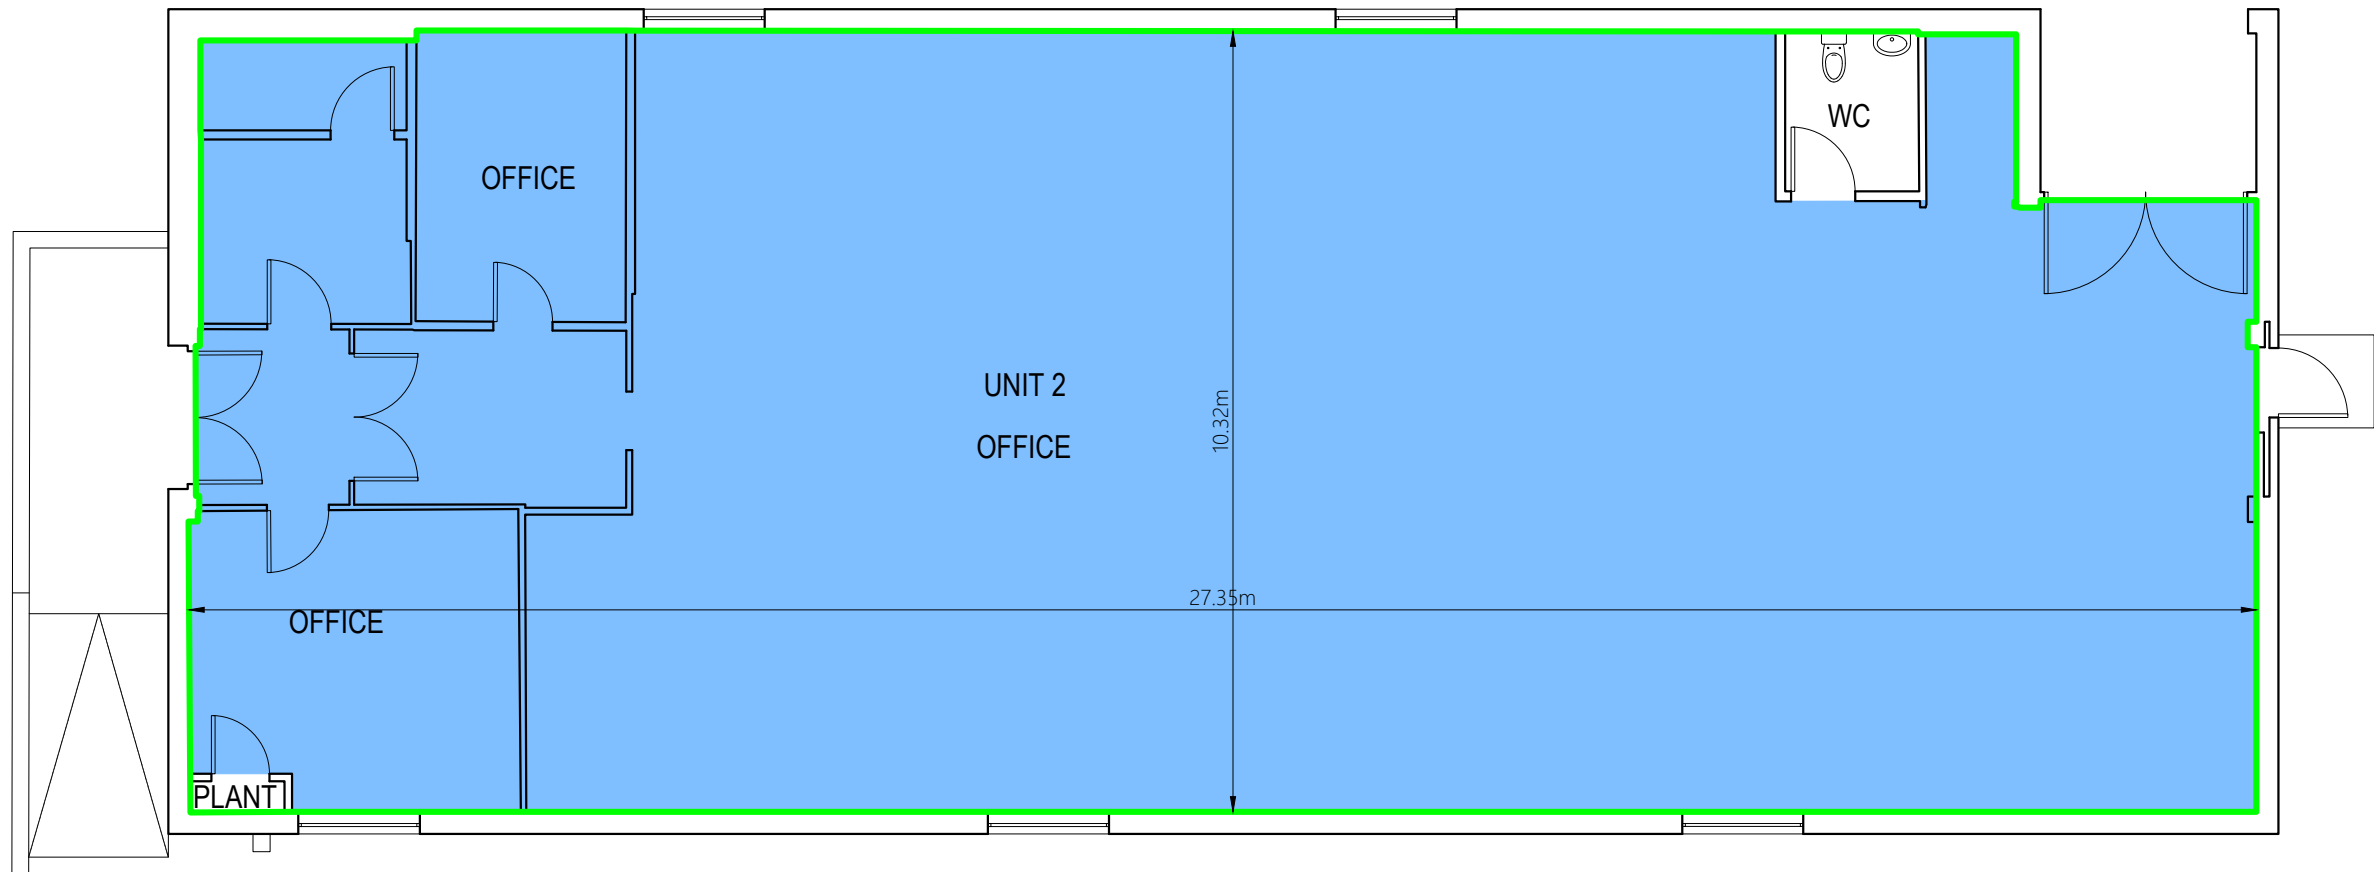 WC
OFFICE
UNIT 2
OFFICE
10.32m
27.35m
OFFICE
PLANT